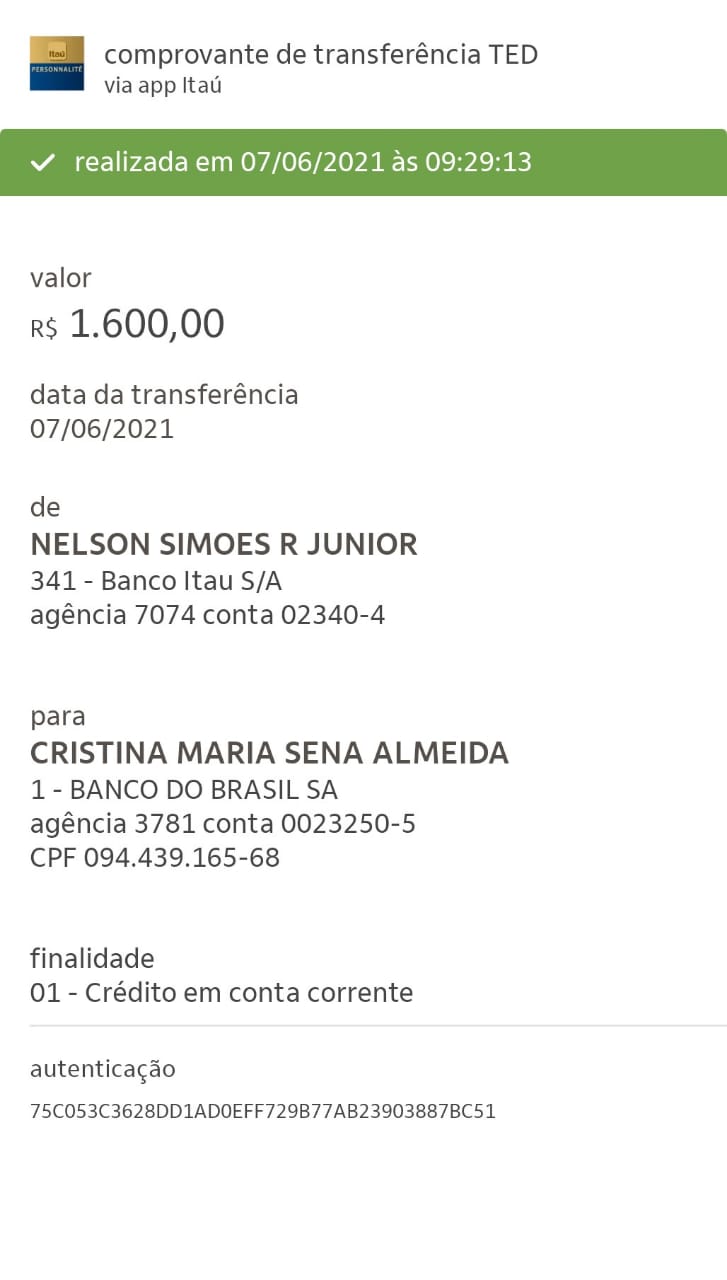 Itaú
PERSONNALITÉ
comprovante de transferência TED
via app Itaú
realizada em 07/06/2021 às 09:29:13
valor
R$ 1.600,00
data da transferência
07/06/2021
de
NELSON SIMOES R JUNIOR
341 - Banco Itau S/A
agência 7074 conta 02340-4
para
CRISTINA MARIA SENA ALMEIDA
1 - BANCO DO BRASIL SA
agência 3781 conta 0023250-5
CPF 094.439.165-68
finalidade
01 - Crédito em conta corrente
autenticação
75C053C3628DD1AD0EFF729B77AB23903887BC51